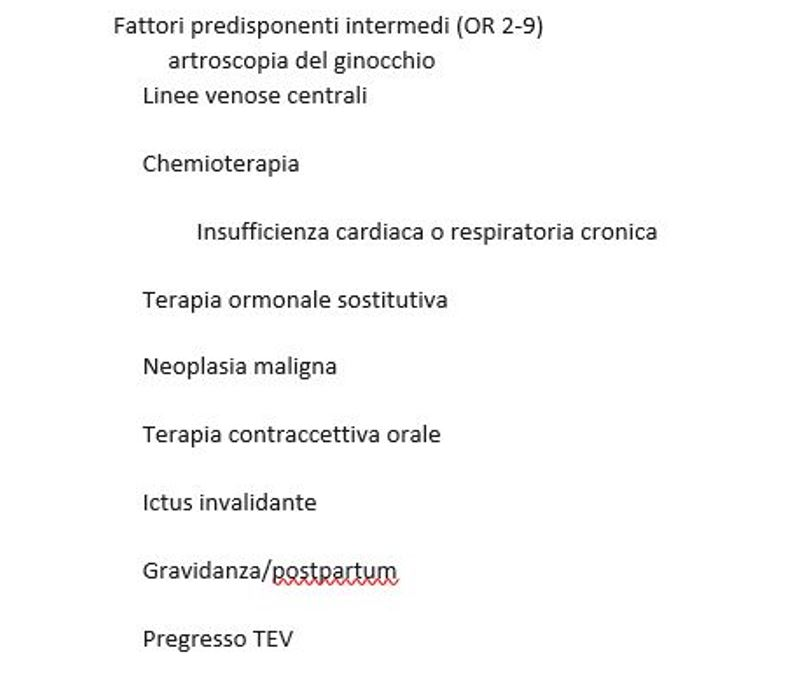 Fattori predisponenti intermedi (OR 2-9)
artroscopia del ginocchio
Linee venose centrali
Chemioterapia
Insufficienza cardiaca o respiratoria cronica
Terapia ormonale sostitutiva
Neoplasia maligna
Terapia contraccettiva orale
Ictus invalidante
Gravidanza/postpartum
Pregresso TEV